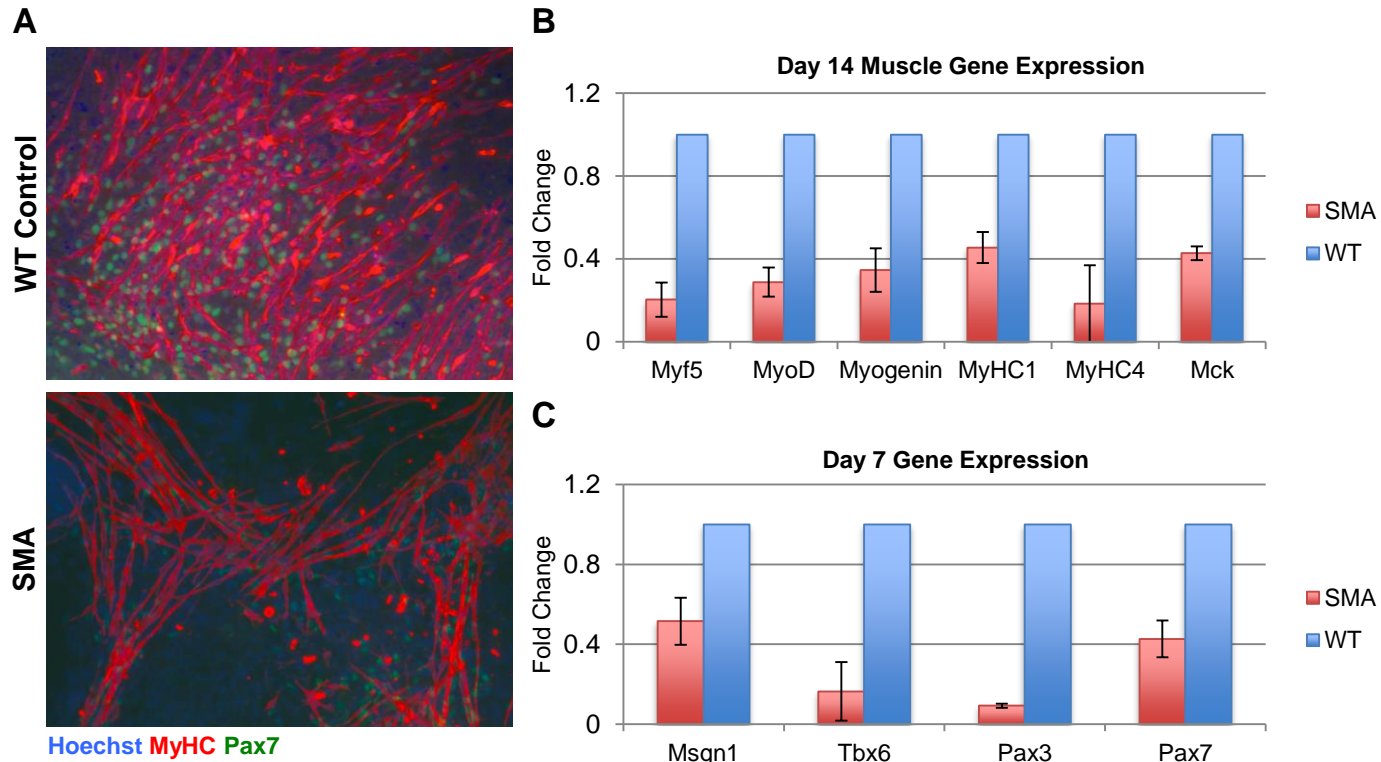 A
WT Control
SMA
Hoechst MyHC Pax7
B
Day 14 Muscle Gene Expression
Fold Change
1.2
0.8
0.4
0
Myf5 MyoD Myogenin MyHC1 MyHC4 Mck
SMA
WT
C
Day 7 Gene Expression
Fold Change
1.2
0.8
0.4
0
Msgn1 Tbx6 Pax3 Pax7
SMA
WT